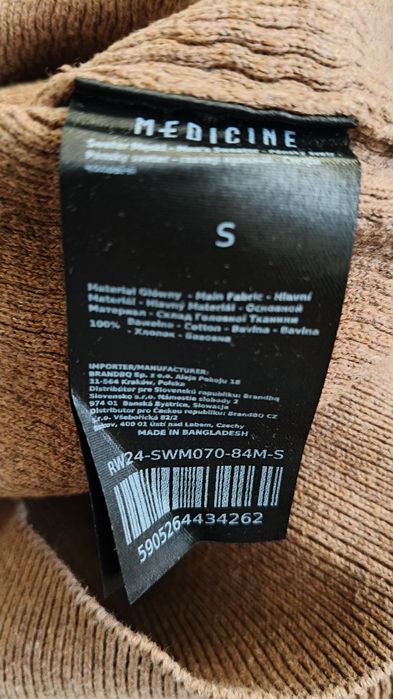 MEDICINE
S
Materiał Główny - Main Fabric - Hlavní
Materiál - Hlavný Materiál - Основной
Материал - Склад Головної Тканини
100% Bawełna - Cotton - Bavlna - Bavlna
- Хлопок - Бавовна
IMPORTER/MANUFACTURER:
BRANDBQ Sp. z o.o. Aleja Pokoju 18
31-564 Kraków, Polska
Distribútor pre Slovenskú republiku: Brandbq
Slovensko s.r.o. Námestie slobody 2
974 01 Banská Bystrica, Slowacja
Distributor pro Českou republiku: BrandBQ CZ
s.r.o. Všebořická 82/2
400 01 Ústí nad Labem, Czechy
MADE IN BANGLADESH
RW24-SWM070-84M-S
5905264434262